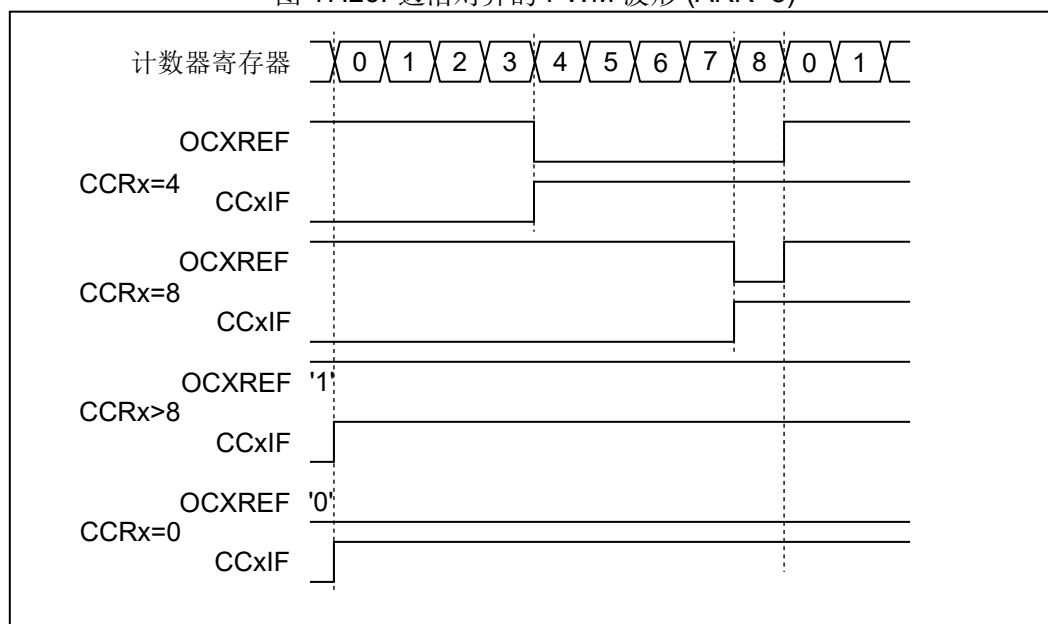 计数器寄存器 0 1 2 3 4 5 6 7 8 0 1
OCXREF
CCRx=4
CCxIF
OCXREF
CCRx=8
CCxIF
OCXREF '1'
CCRx>8
CCxIF
OCXREF '0'
CCRx=0
CCxIF